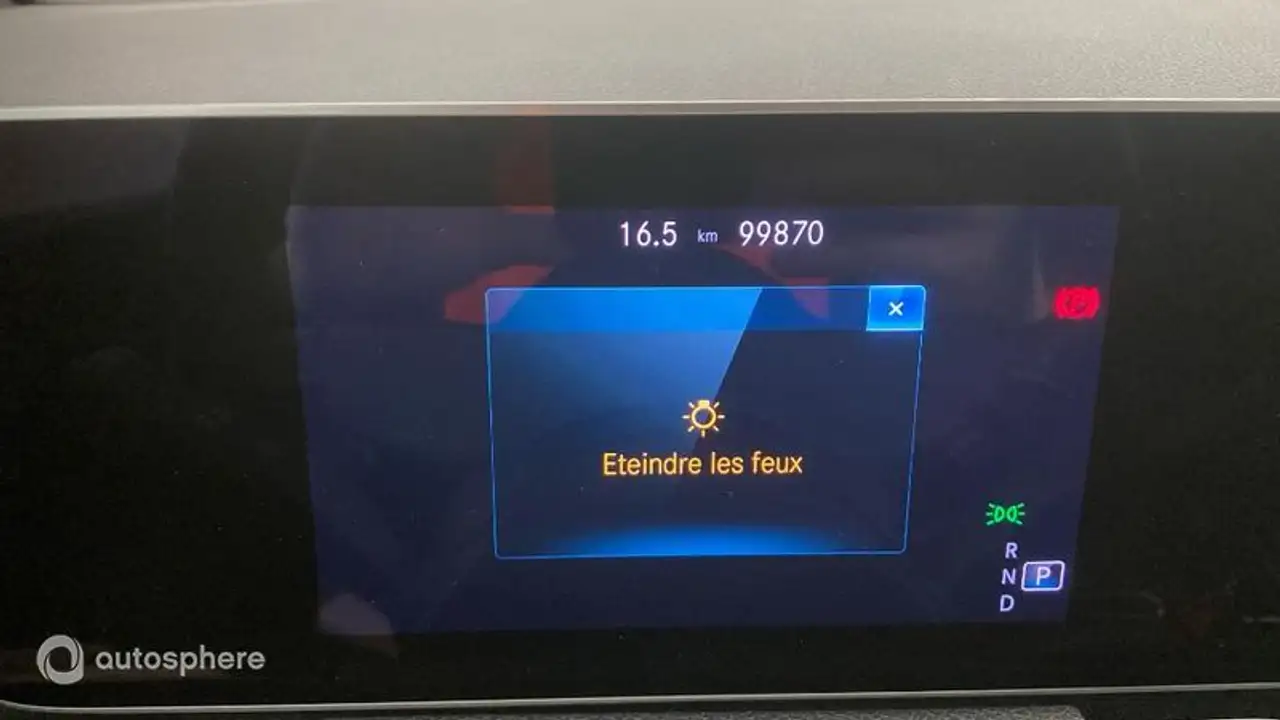 16.5 km 99870
×
Eteindre les feux
R
N P
D
autosphere